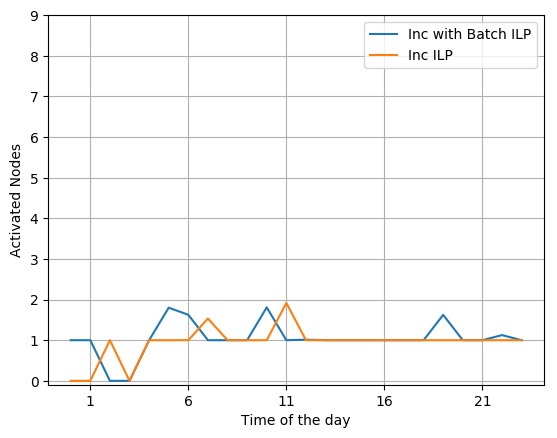 9
8
7
6
5
4
3
2
1
0
Activated Nodes
Inc with Batch ILP
Inc ILP
1 6 11 16 21
Time of the day